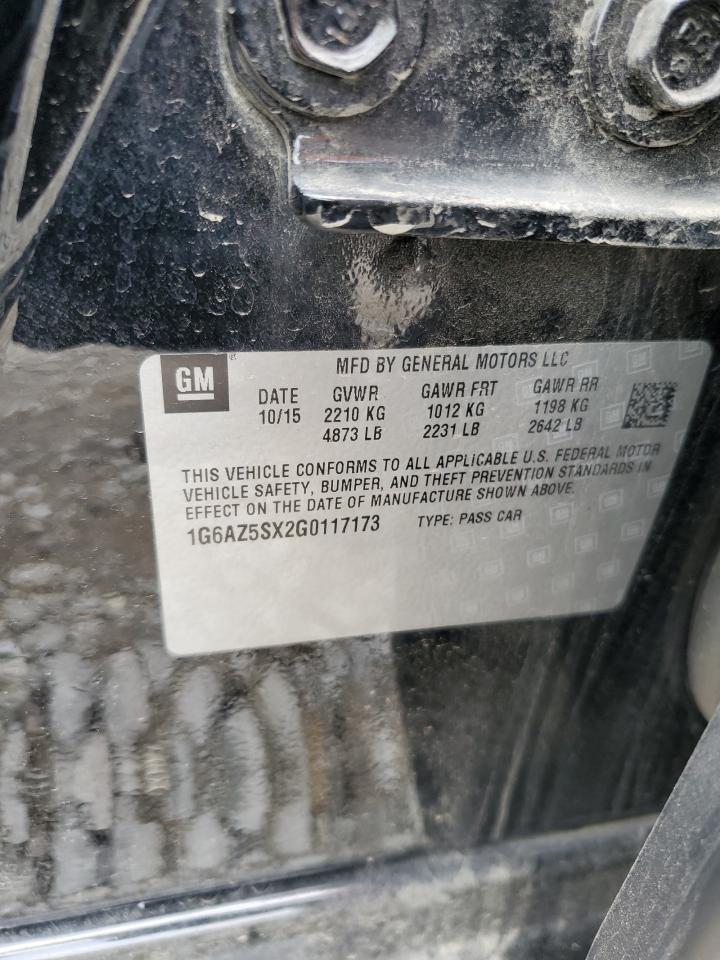 GM
MFD BY GENERAL MOTORS LLC
DATE GVWR GAWR FRT GAWR RR
10/15 2210 KG 1012 KG 1198 KG
4873 LB 2231 LB 2642 LB
THIS VEHICLE CONFORMS TO ALL APPLICABLE U.S. FEDERAL MOTOR
VEHICLE SAFETY, BUMPER, AND THEFT PREVENTION STANDARDS IN
EFFECT ON THE DATE OF MANUFACTURE SHOWN ABOVE.
1G6AZ5SX2G0117173 TYPE: PASS CAR